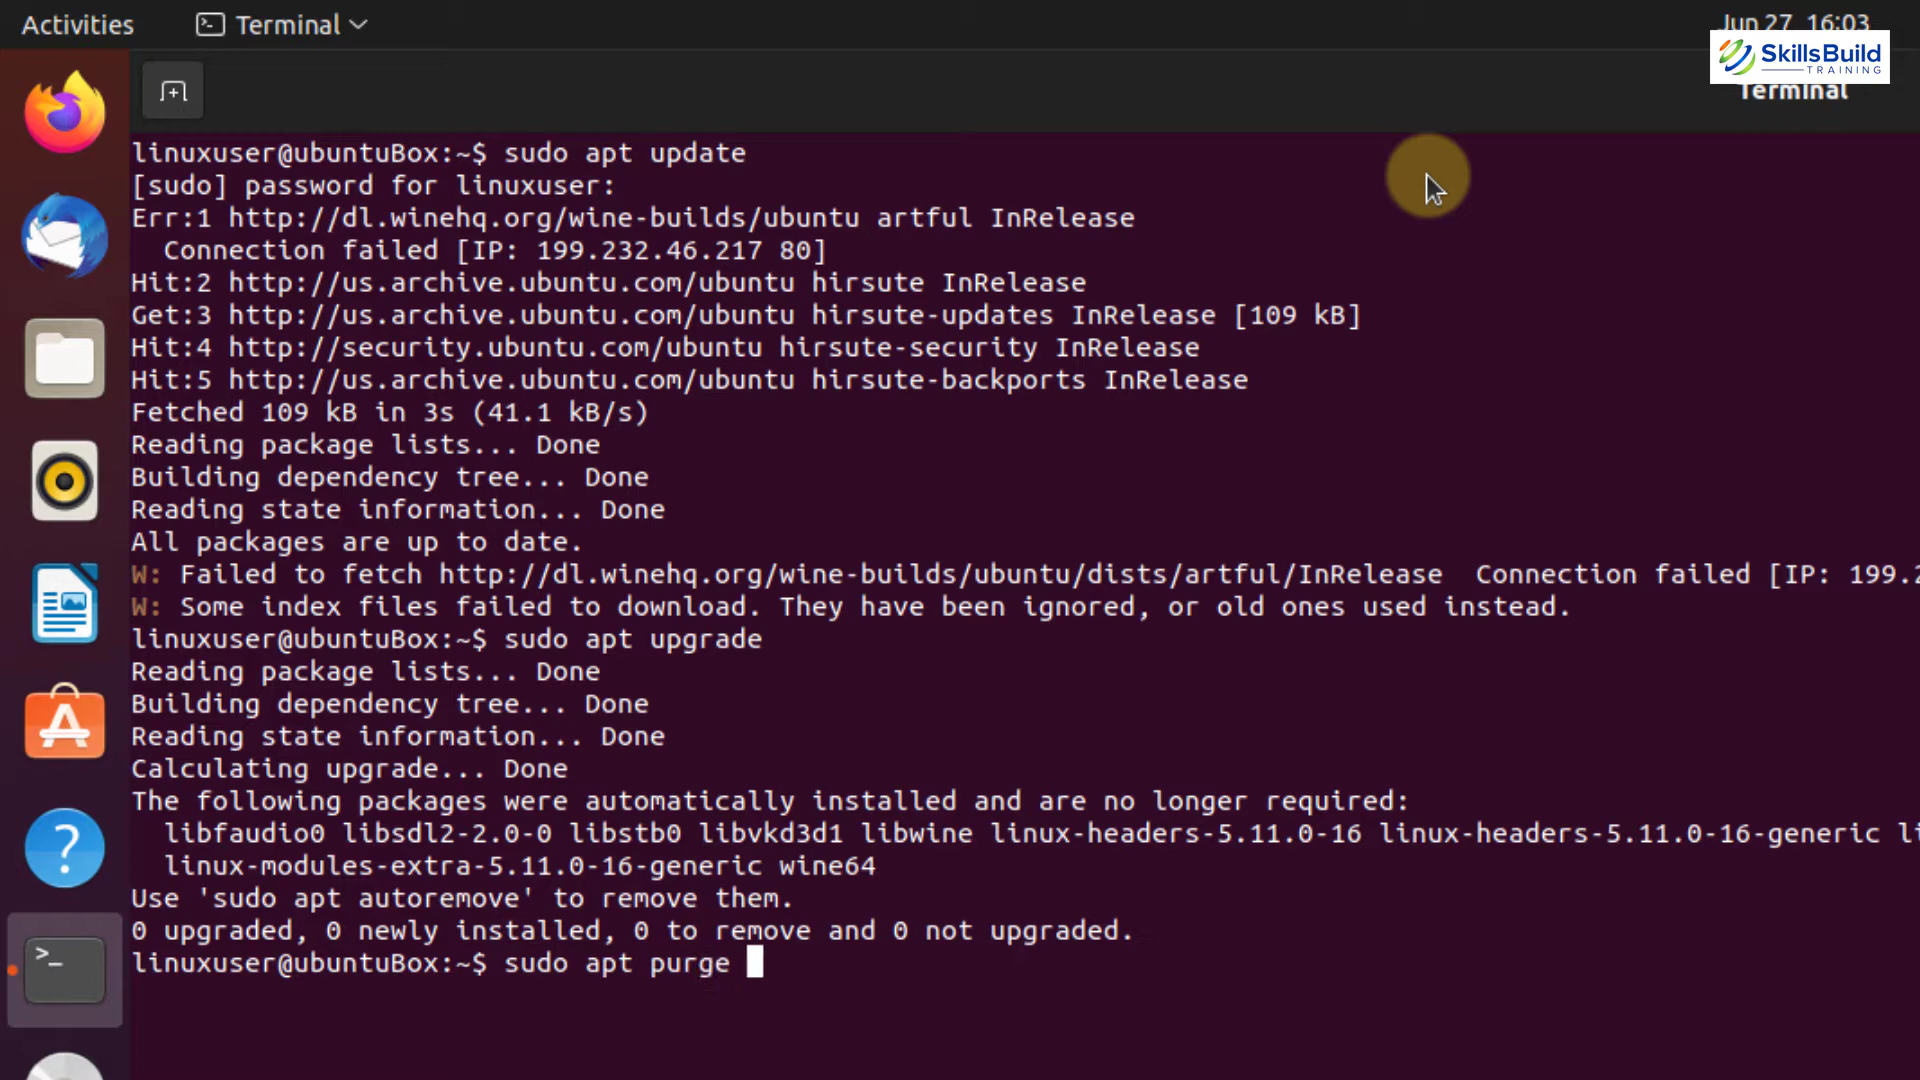 Activities Terminal Jun 27 16:03
SkillsBuild
TRAINING
Terminal
linuxuser@ubuntuBox:~$ sudo apt update
[sudo] password for linuxuser:
Err:1 http://dl.winehq.org/wine-builds/ubuntu artful InRelease
  Connection failed [IP: 199.232.46.217 80]
Hit:2 http://us.archive.ubuntu.com/ubuntu hirsute InRelease
Get:3 http://us.archive.ubuntu.com/ubuntu hirsute-updates InRelease [109 kB]
Hit:4 http://security.ubuntu.com/ubuntu hirsute-security InRelease
Hit:5 http://us.archive.ubuntu.com/ubuntu hirsute-backports InRelease
Fetched 109 kB in 3s (41.1 kB/s)
Reading package lists... Done
Building dependency tree... Done
Reading state information... Done
All packages are up to date.
W: Failed to fetch http://dl.winehq.org/wine-builds/ubuntu/dists/artful/InRelease  Connection failed [IP: 199.2
W: Some index files failed to download. They have been ignored, or old ones used instead.
linuxuser@ubuntuBox:~$ sudo apt upgrade
Reading package lists... Done
Building dependency tree... Done
Reading state information... Done
Calculating upgrade... Done
The following packages were automatically installed and are no longer required:
  libfaudio0 libsdl2-2.0-0 libstb0 libvkd3d1 libwine linux-headers-5.11.0-16 linux-headers-5.11.0-16-generic li
  linux-modules-extra-5.11.0-16-generic wine64
Use 'sudo apt autoremove' to remove them.
0 upgraded, 0 newly installed, 0 to remove and 0 not upgraded.
linuxuser@ubuntuBox:~$ sudo apt purge